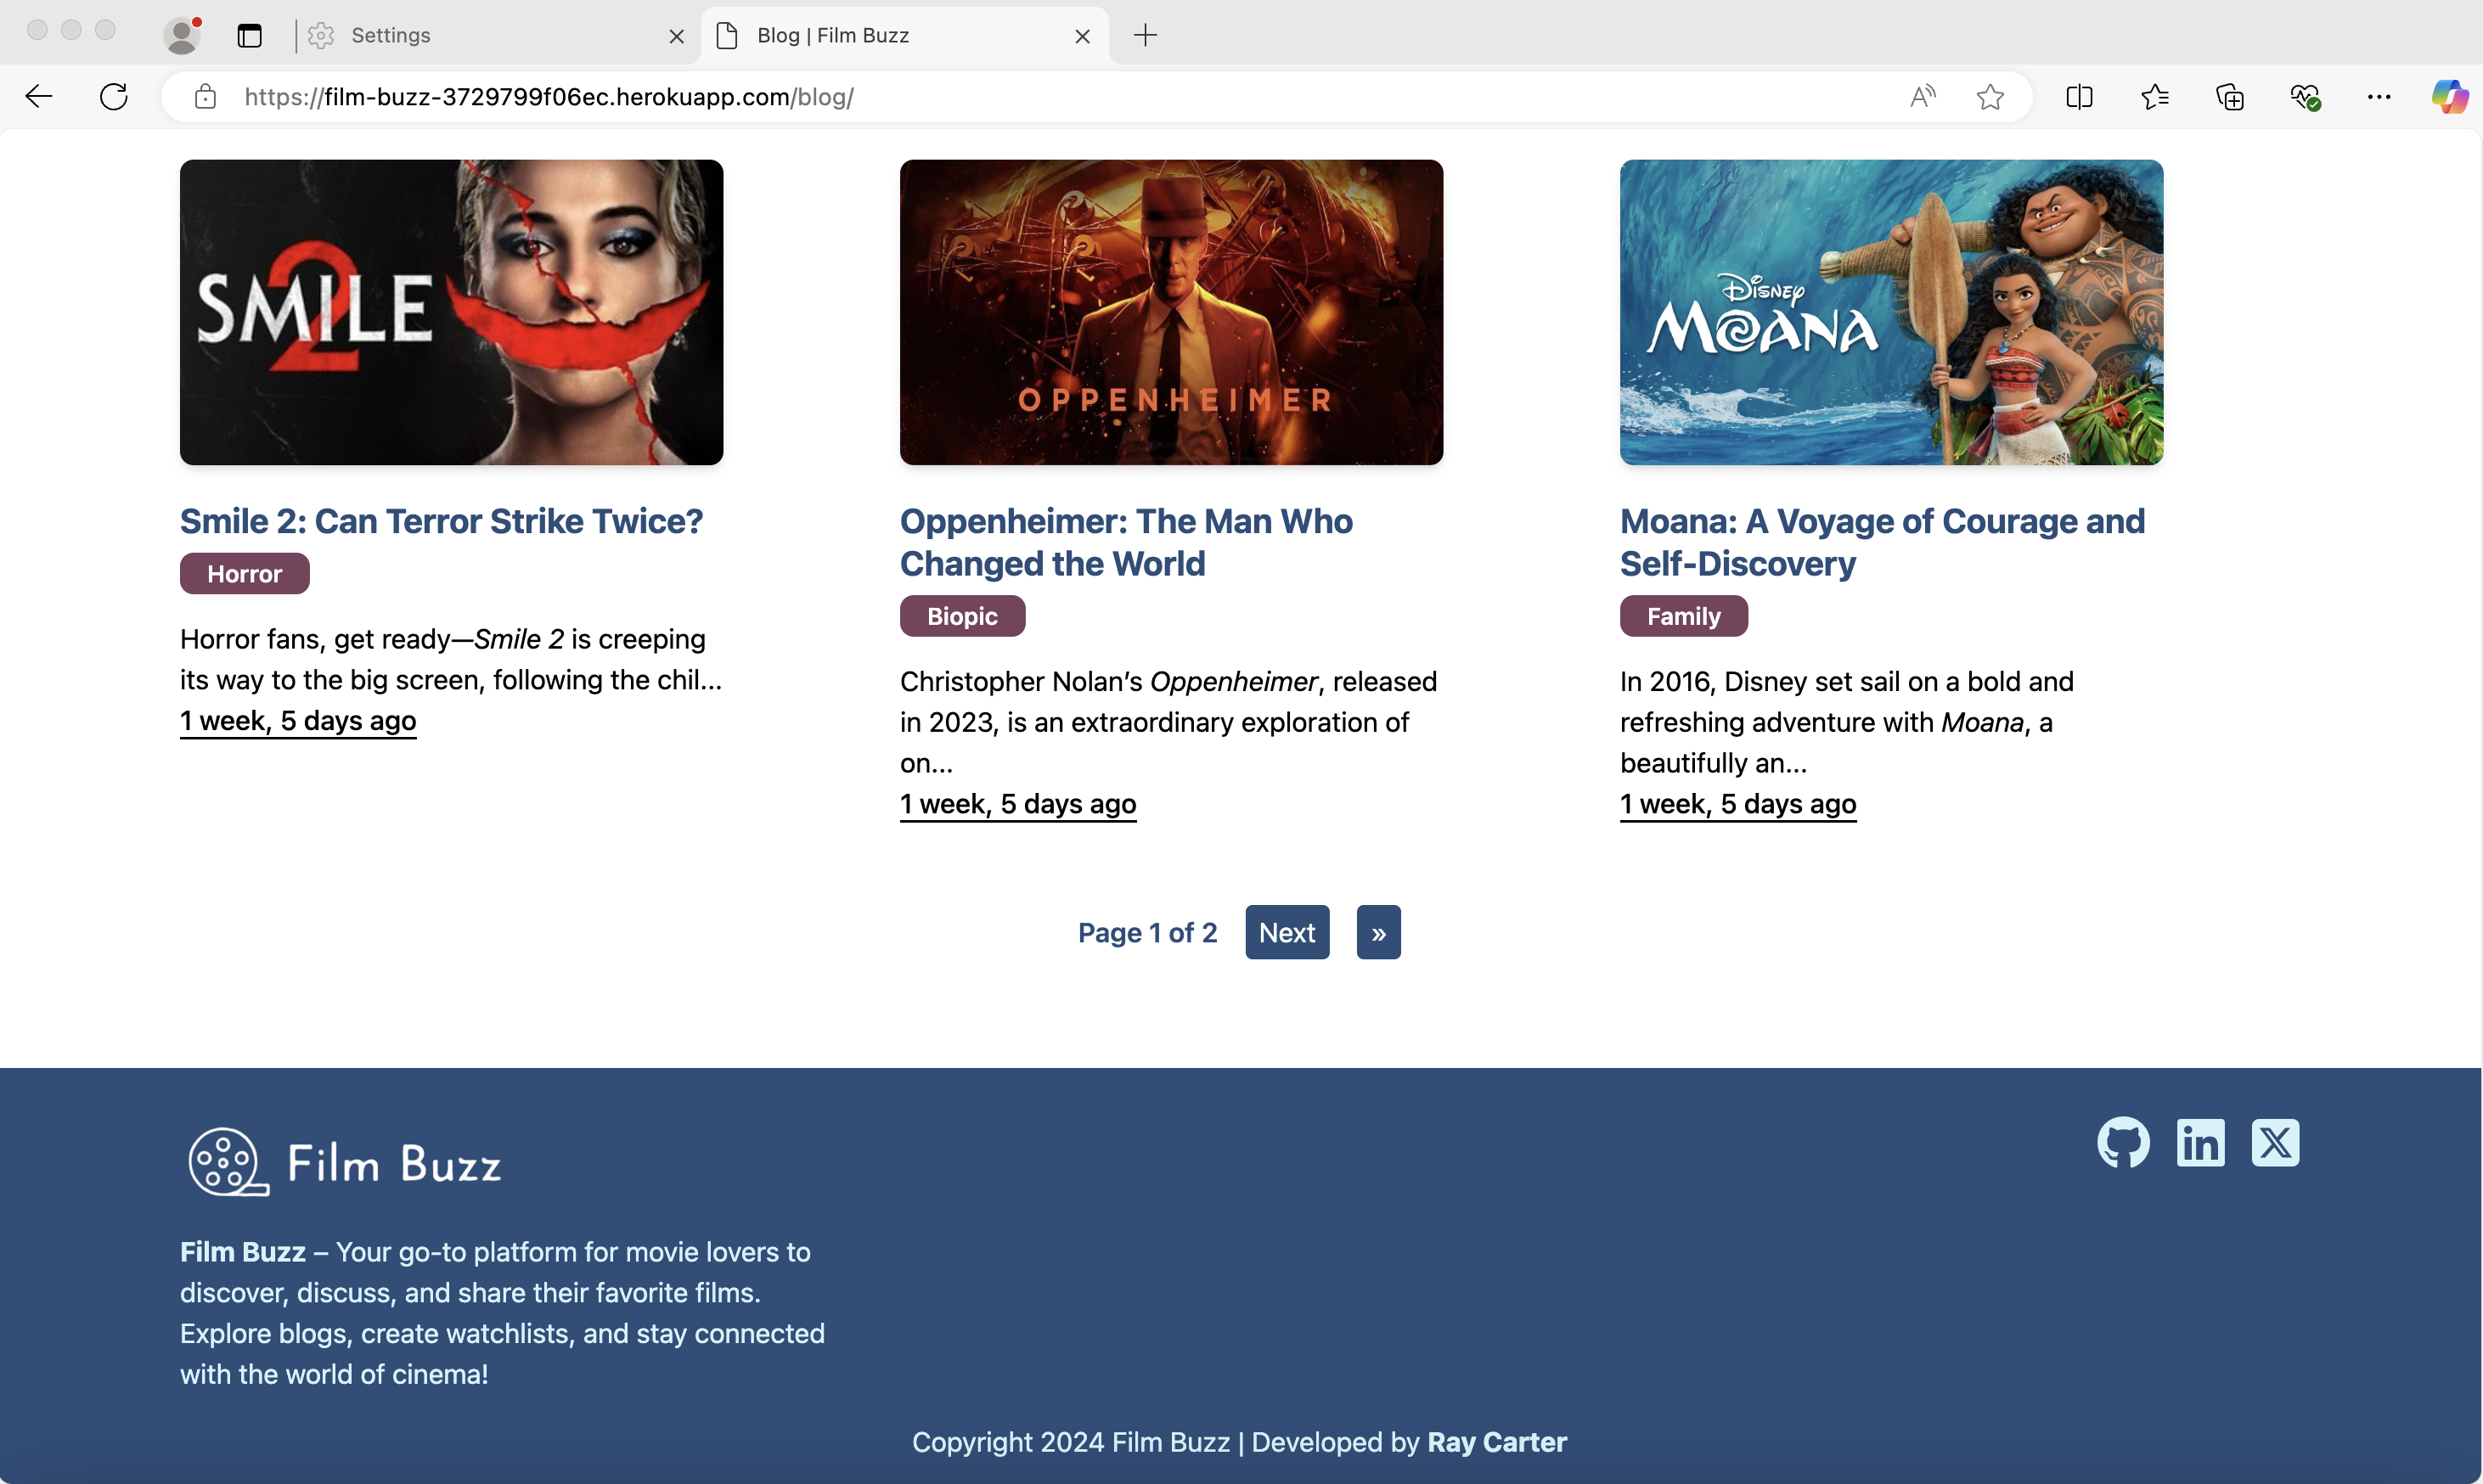 Settings
Blog | Film Buzz
https://film-buzz-3729799f06ec.herokuapp.com/blog/
SMILE
2
OPPENHEIMER
Disney
MOANA
Smile 2: Can Terror Strike Twice?
Horror
Horror fans, get ready—Smile 2 is creeping
its way to the big screen, following the chil...
1 week, 5 days ago
Oppenheimer: The Man Who
Changed the World
Biopic
Christopher Nolan’s Oppenheimer, released
in 2023, is an extraordinary exploration of
on...
1 week, 5 days ago
Moana: A Voyage of Courage and
Self-Discovery
Family
In 2016, Disney set sail on a bold and
refreshing adventure with Moana, a
beautifully an...
1 week, 5 days ago
Page 1 of 2 Next »
Film Buzz
in X
Film Buzz – Your go-to platform for movie lovers to
discover, discuss, and share their favorite films.
Explore blogs, create watchlists, and stay connected
with the world of cinema!
Copyright 2024 Film Buzz | Developed by Ray Carter